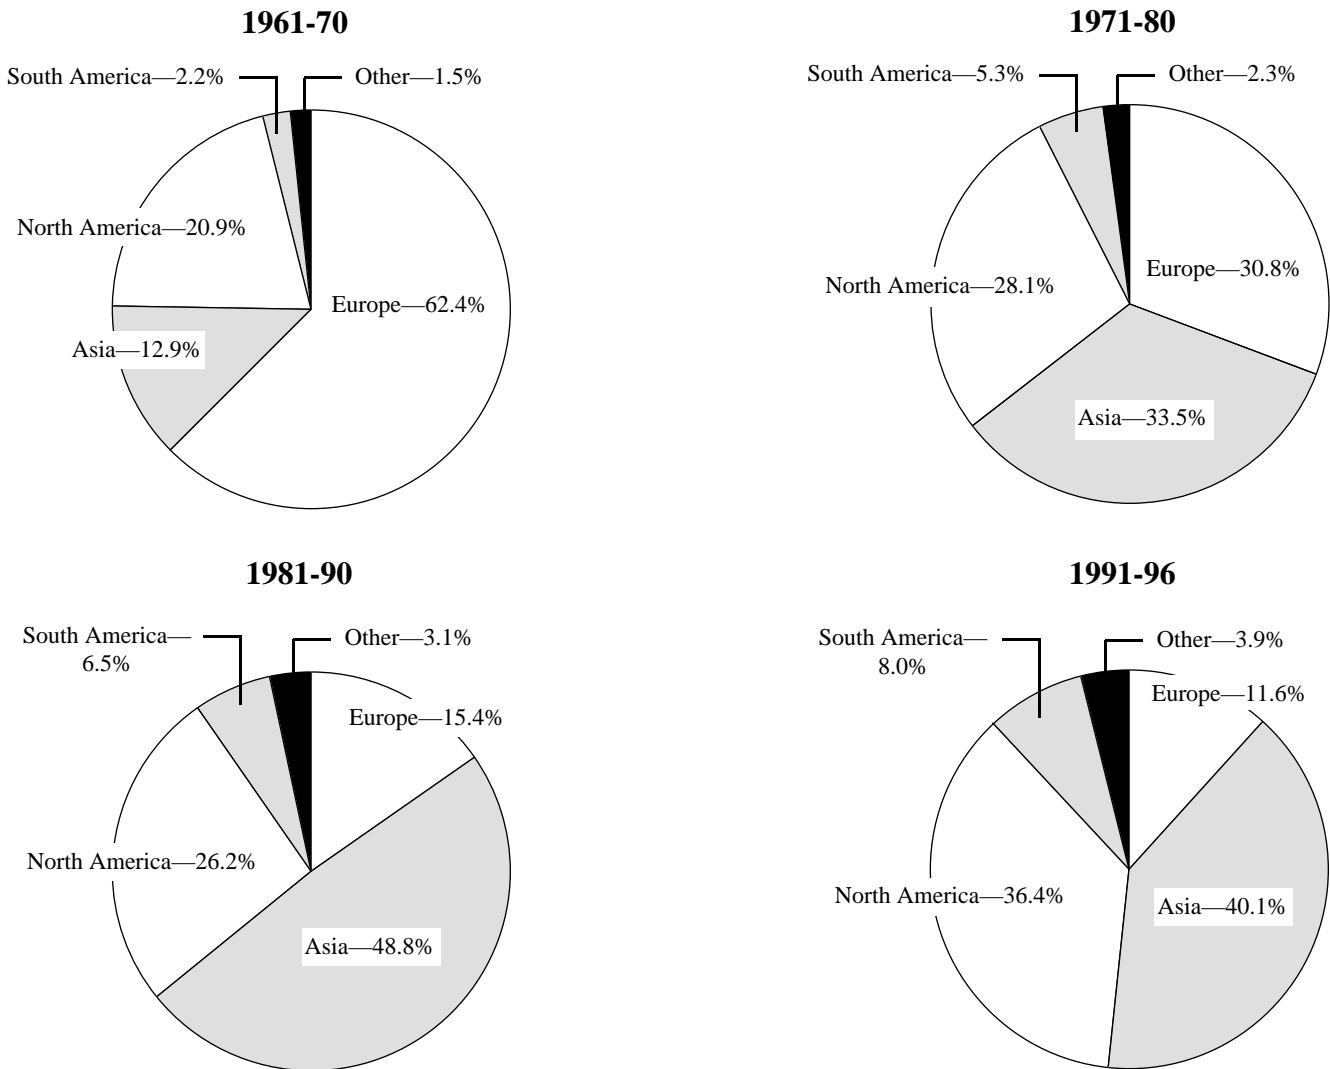 1961-70
South America—2.2%
Other—1.5%
North America—20.9%
Europe—62.4%
Asia—12.9%
1971-80
South America—5.3%
Other—2.3%
Europe—30.8%
North America—28.1%
Asia—33.5%
1981-90
South America—
6.5%
Other—3.1%
Europe—15.4%
North America—26.2%
Asia—48.8%
1991-96
South America—
8.0%
Other—3.9%
Europe—11.6%
North America—36.4%
Asia—40.1%